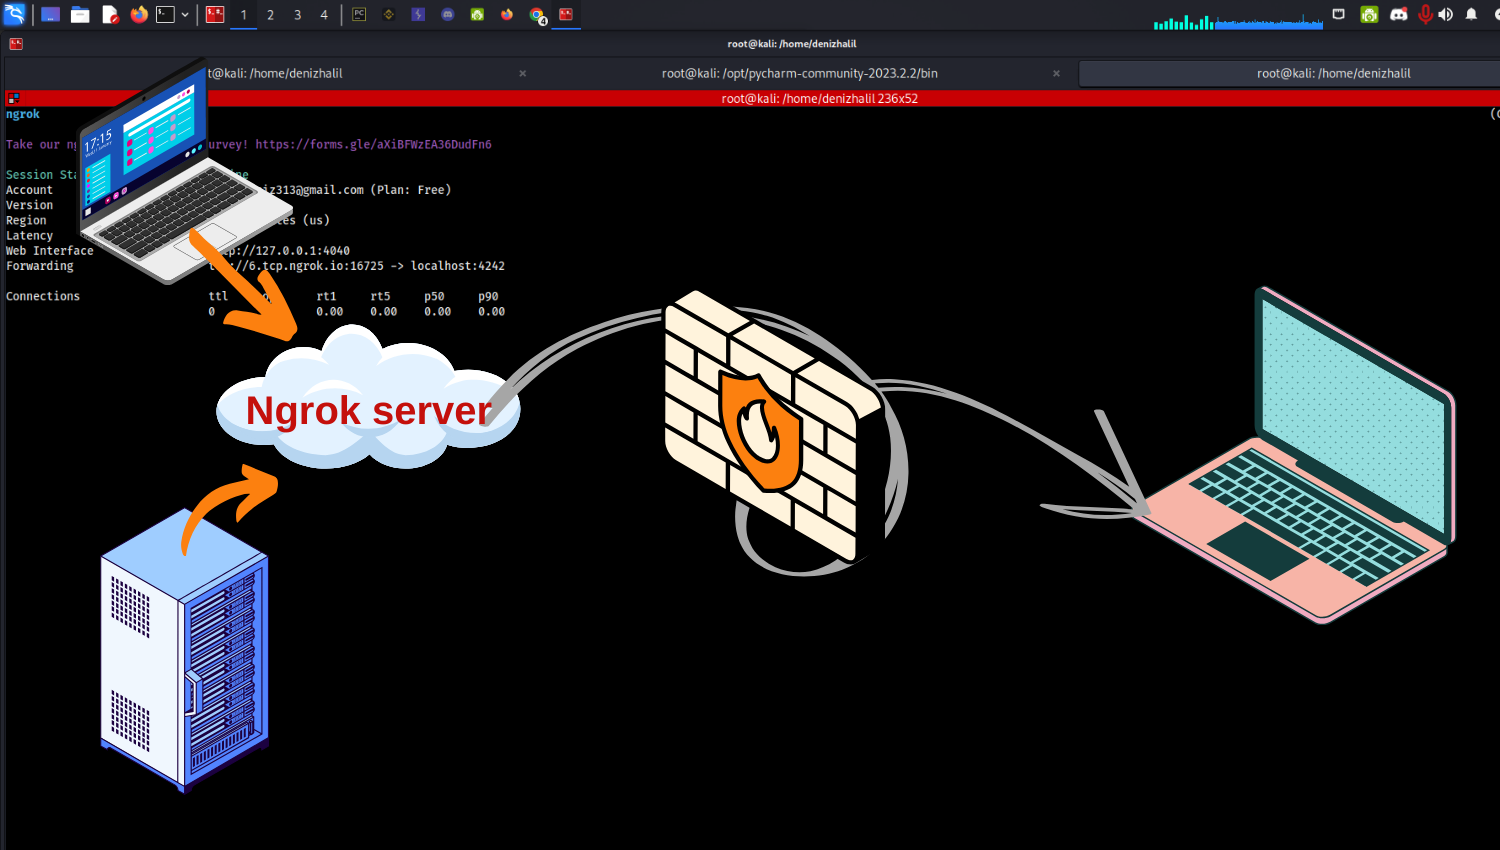 1 2 3 4
4
root@kali: /home/denizhalil
t@kali: /home/denizhalil
root@kali: /opt/pycharm-community-2023.2.2/bin
root@kali: /home/denizhalil
root@kali: /home/denizhalil 236x52
ngrok
Take our urvey! https://forms.gle/aXiBFWzEA36DudFn6
17:15
Session
Account iz313@gmail.com (Plan: Free)
Version
Region (us)
Latency
Web Interface //127.0.0.1:4040
Forwarding //6.tcp.ngrok.io:16725 -> localhost:4242
Connections ttl rt1 rt5 p50 p90
0 0.00 0.00 0.00 0.00
Ngrok server